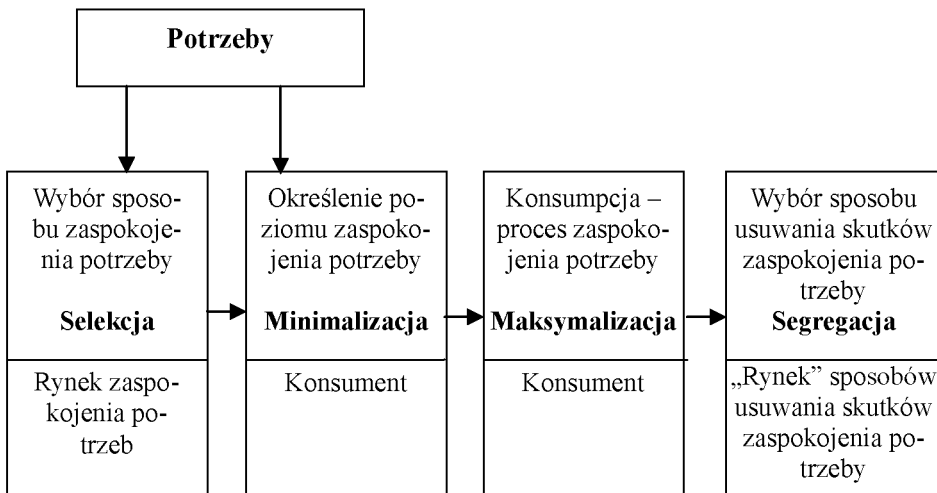 Potrzeby
Wybór sposo-
bu zaspokoje-
nia potrzeby
Selekcja
Rynek zaspo-
kojenia po-
trzeb
Określenie po-
ziomu zaspoko-
jenia potrzeby
Minimalizacja
Konsument
Konsumpcja –
proces zaspoko-
jenia potrzeby
Maksymalizacja
Konsument
Wybór sposobu
usuwania skutków
zaspokojenia po-
trzeby
Segregacja
„Rynek” sposobów
usuwania skutków
zaspokojenia po-
trzeby